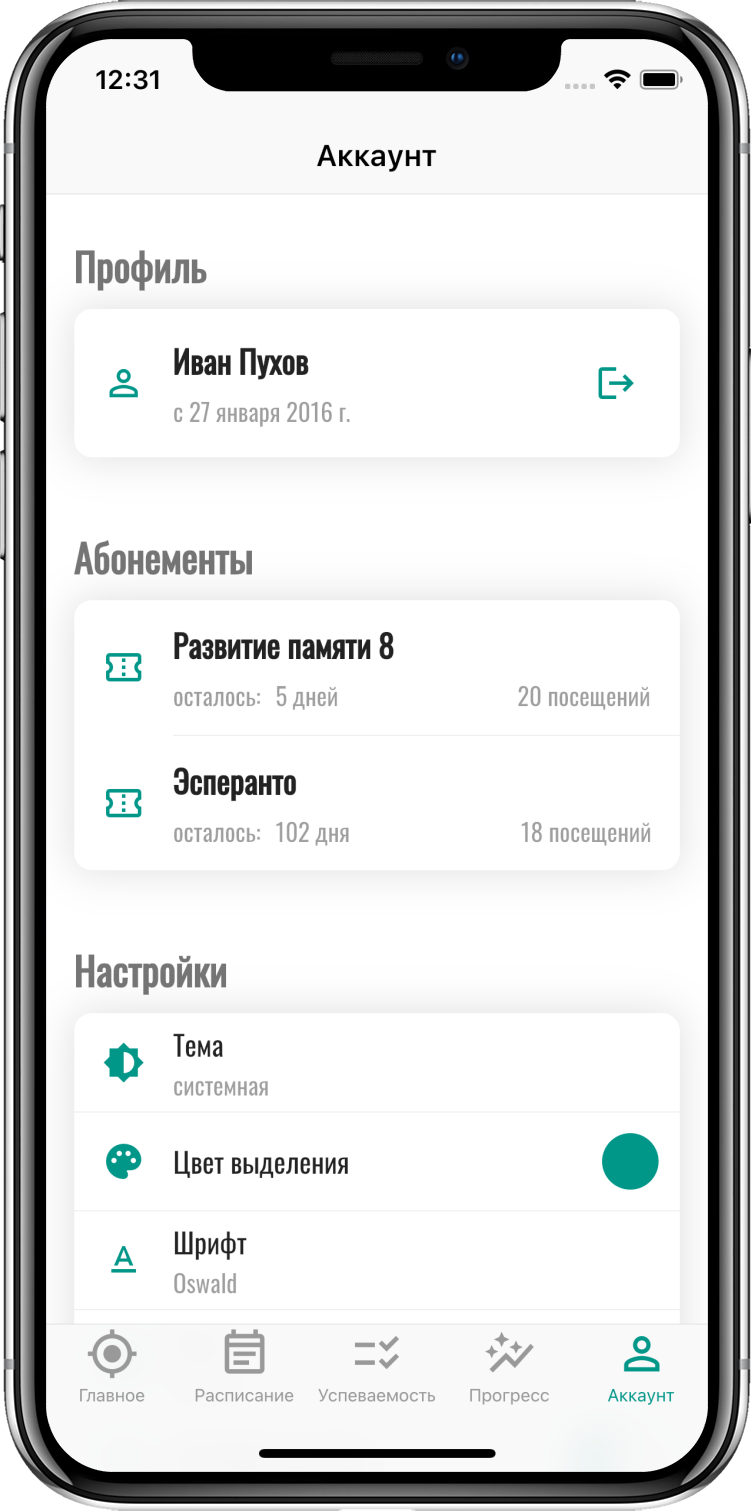 12:31
Аккаунт
Профиль
Иван Пухов
с 27 января 2016 г.
Абонементы
Развитие памяти 8
осталось: 5 дней 20 посещений
Эсперанто
осталось: 102 дня 18 посещений
Настройки
Тема
системная
Цвет выделения
Шрифт
Oswald
Главное Расписание Успеваемость Прогресс Аккаунт